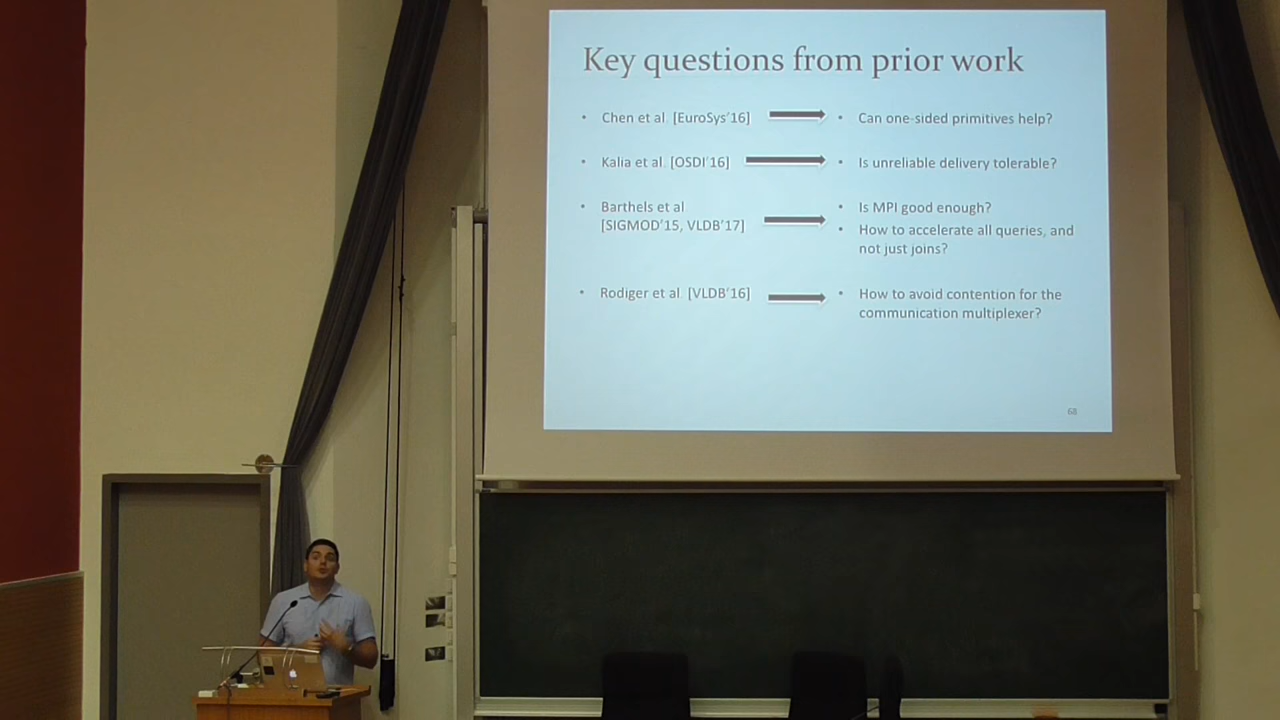 Key questions from prior work
• Chen et al. [EuroSys'16]
• Can one-sided primitives help?
• Kalia et al. [OSDI'16]
• Is unreliable delivery tolerable?
• Barthels et al
[SIGMOD'15, VLDB'17]
• Is MPI good enough?
• How to accelerate all queries, and
not just joins?
• Rodiger et al. [VLDB'16]
• How to avoid contention for the
communication multiplexer?
68